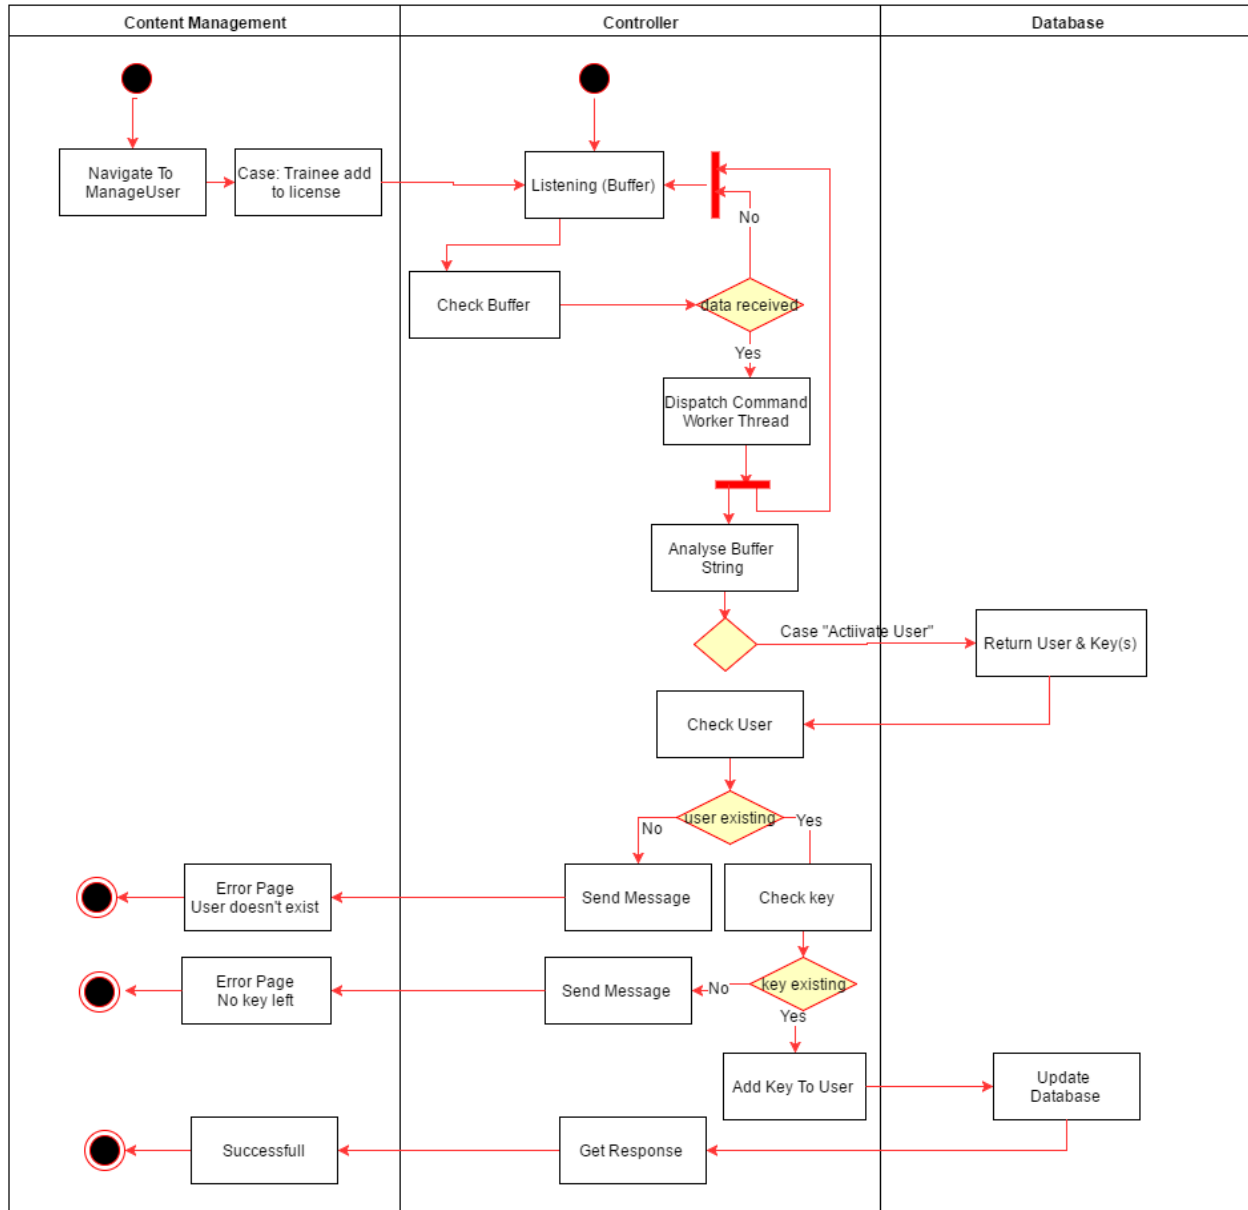 Content Management
Controller
Database
Navigate To
ManageUser
Case: Trainee add
to license
Listening (Buffer)
No
Check Buffer
data received
Yes
Dispatch Command
Worker Thread
Analyse Buffer
String
Case "Actiivate User"
Return User & Key(s)
Check User
user existing
No
Yes
Error Page
User doesn't exist
Send Message
Check key
Error Page
No key left
Send Message
No
key existing
Yes
Add Key To User
Update
Database
Successfull
Get Response